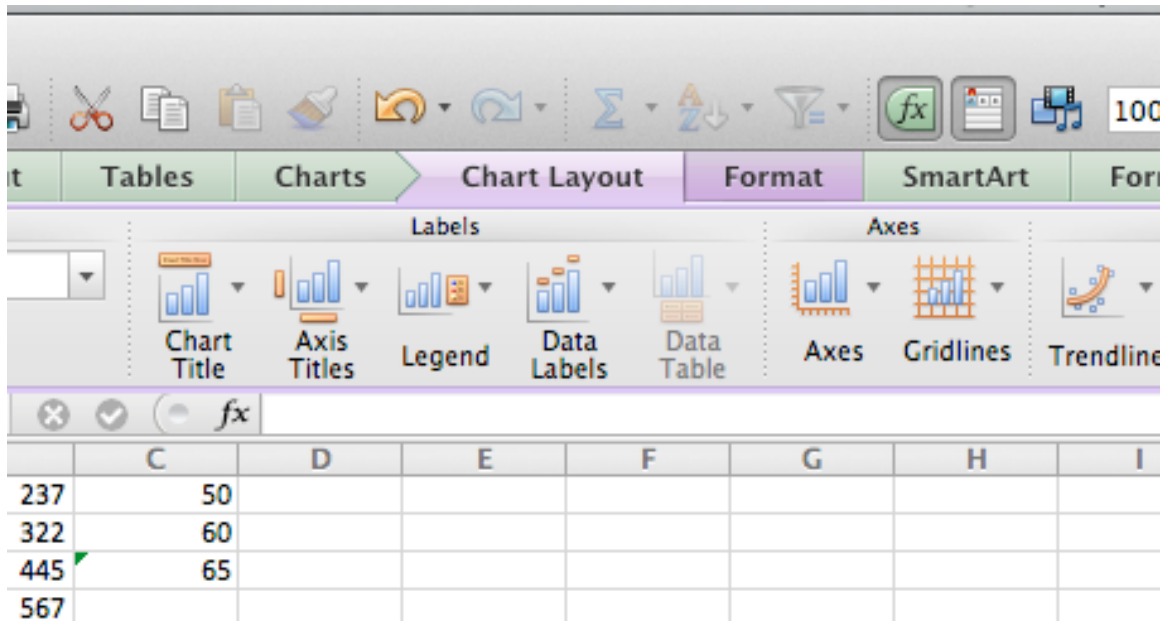 100
Tables Charts Chart Layout Format SmartArt
Labels Axes
Chart Title
Axis Titles
Legend
Data Labels
Data Table
Axes
Gridlines
Trendline
fx
C D E F G H I
237 50
322 60
445 65
567